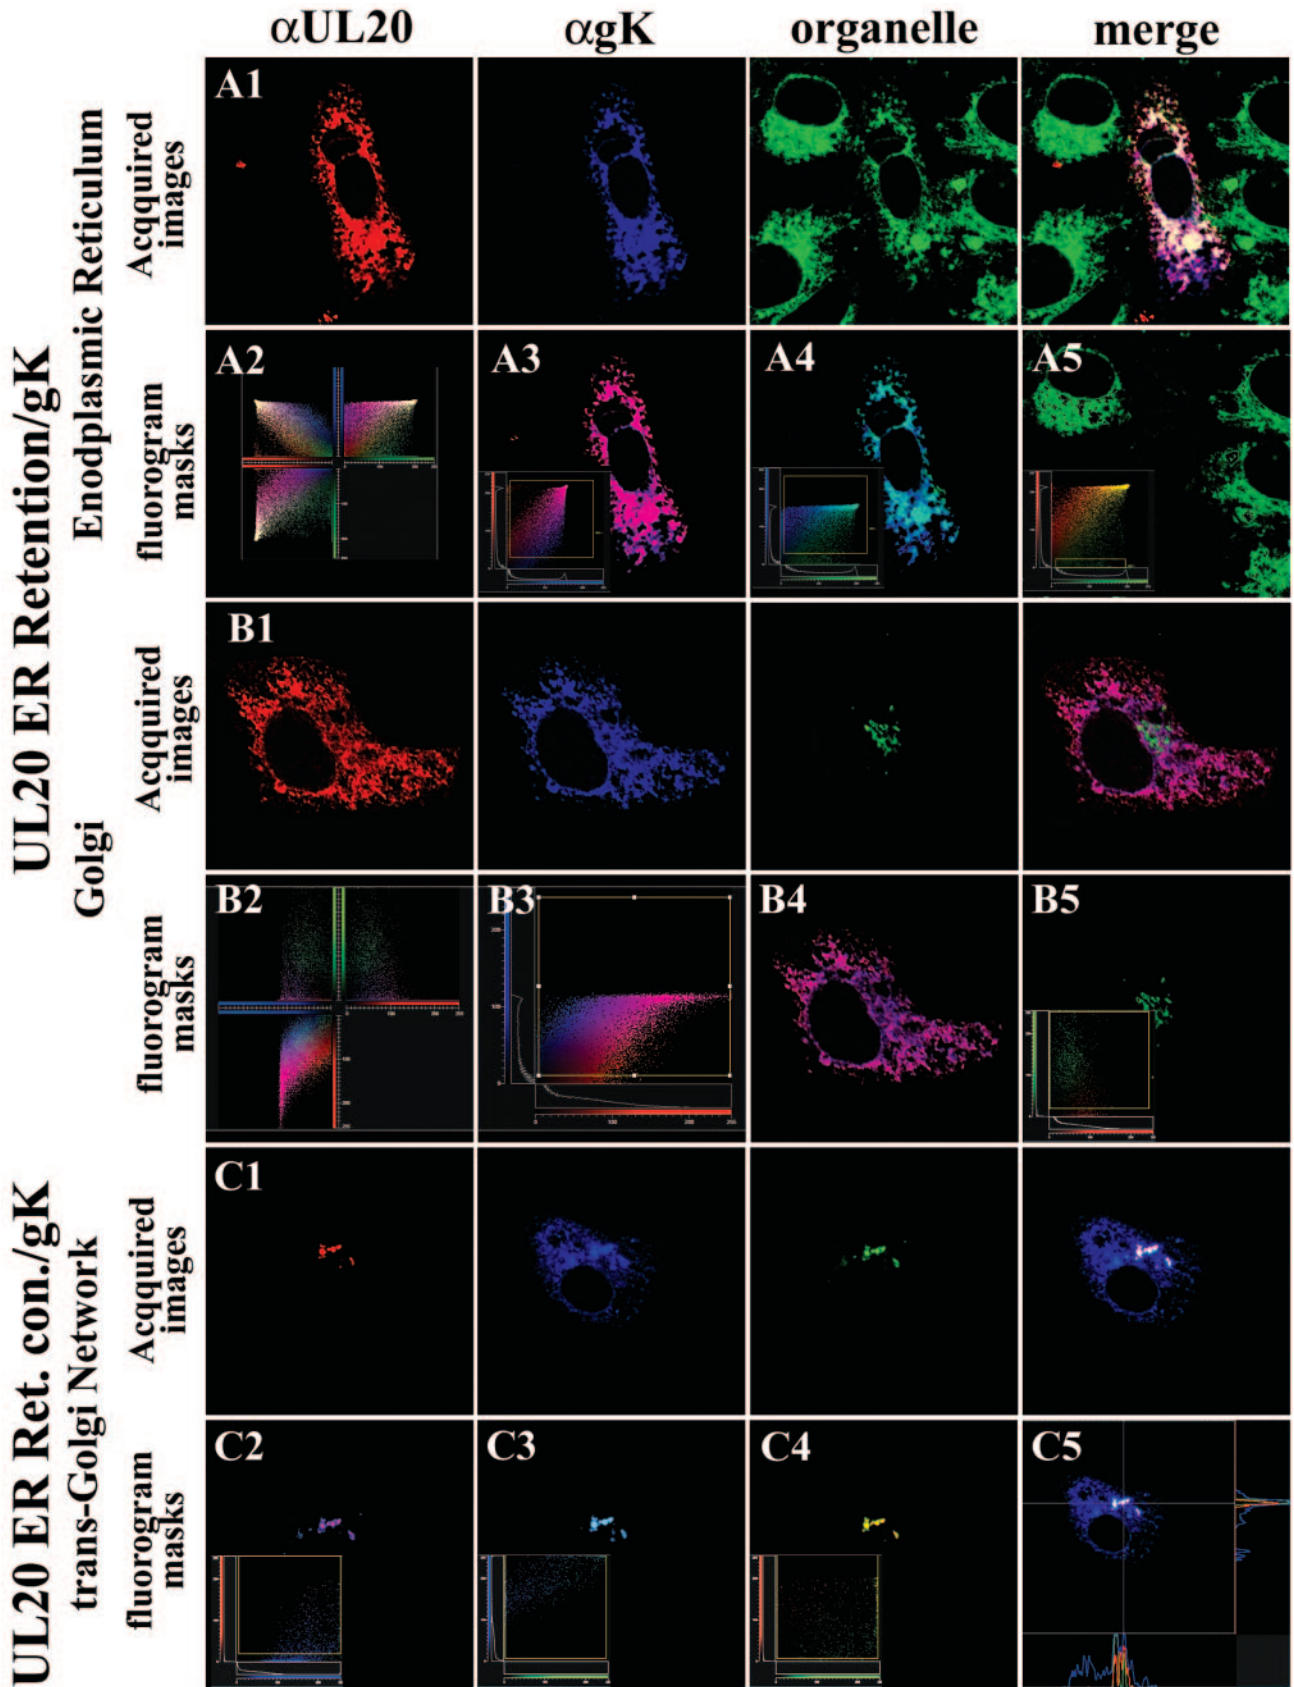 αUL20 αgK organelle merge
UL20 ER Retention/gK
Enodplasmic Reticulum
Acqquired
images
A1
fluorogram
masks
A2 A3 A4 A5
Golgi
Acqquired
images
B1
fluorogram
masks
B2 B3 B4 B5
UL20 ER Ret. con./gK
trans-Golgi Network
Acqquired
images
C1
fluorogram
masks
C2 C3 C4 C5